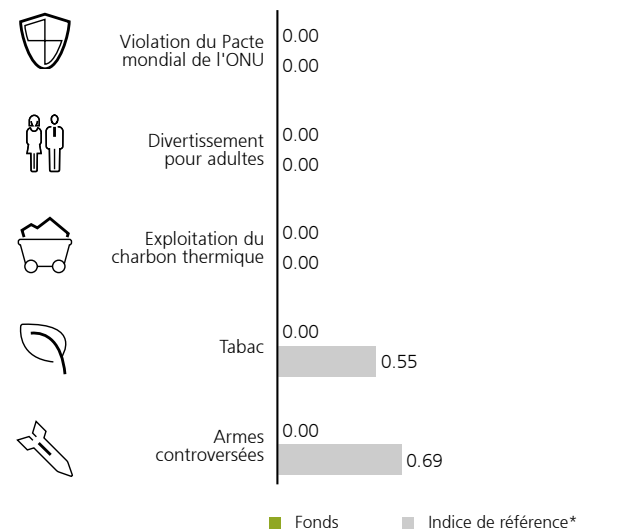 Violation du Pacte
mondial de l'ONU
0.00
0.00
Divertissement
pour adultes
0.00
0.00
Exploitation du
charbon thermique
0.00
0.00
Tabac
0.00
0.55
Armes
controversées
0.00
0.69
Fonds
Indice de référence*